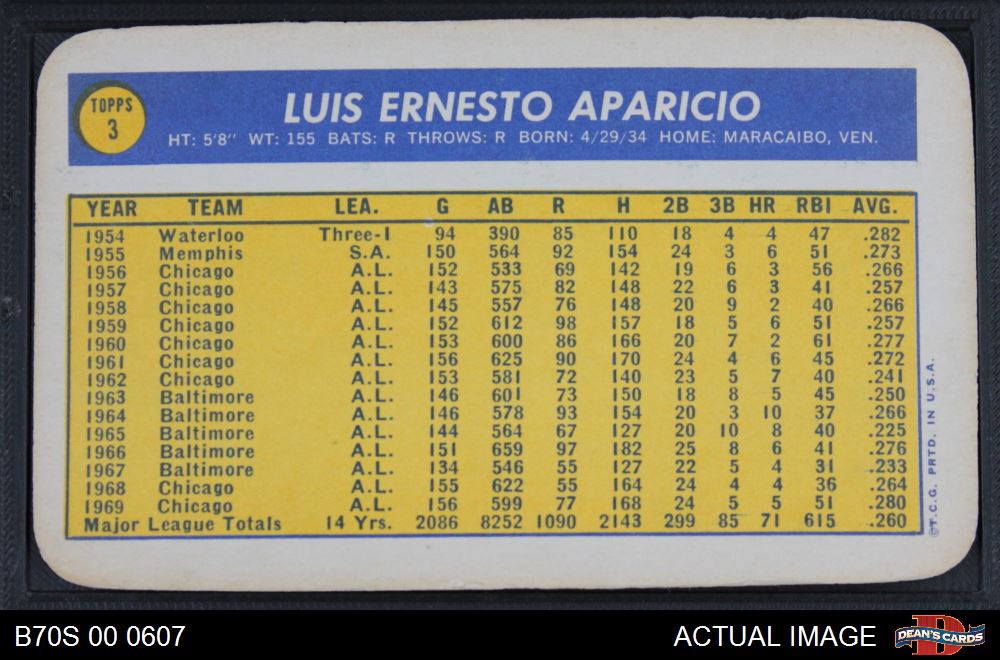 TOPPS
3
LUIS ERNESTO APARICIO
HT: 5'8" WT: 155 BATS: R THROWS: R BORN: 4/29/34 HOME: MARACAIBO, VEN.
YEAR TEAM LEA. G AB R H 2B 3B HR RBI AVG.
1954 Waterloo Three-I 94 390 85 110 18 4 4 47 .282
1955 Memphis S.A. 150 564 92 154 24 3 6 51 .273
1956 Chicago A.L. 152 533 69 142 19 6 3 56 .266
1957 Chicago A.L. 143 575 82 148 22 6 3 41 .257
1958 Chicago A.L. 145 557 76 148 20 9 2 40 .266
1959 Chicago A.L. 152 612 98 157 18 5 6 51 .257
1960 Chicago A.L. 153 600 86 166 20 7 2 61 .277
1961 Chicago A.L. 156 625 90 170 24 4 6 45 .272
1962 Chicago A.L. 153 581 72 140 23 5 7 40 .241
1963 Baltimore A.L. 146 601 73 150 18 8 5 45 .250
1964 Baltimore A.L. 146 578 93 154 20 3 10 37 .266
1965 Baltimore A.L. 144 564 67 127 20 10 8 40 .225
1966 Baltimore A.L. 151 659 97 182 25 8 6 41 .276
1967 Baltimore A.L. 134 546 55 127 22 5 4 31 .233
1968 Chicago A.L. 155 622 55 164 24 4 4 36 .264
1969 Chicago A.L. 156 599 77 168 24 5 5 51 .280
Major League Totals 14 Yrs. 2086 8252 1090 2143 299 85 71 615 .260
©T.C.G. PRTD. IN U.S.A.
B70S 00 0607
ACTUAL IMAGE
DEAN'S CARDS